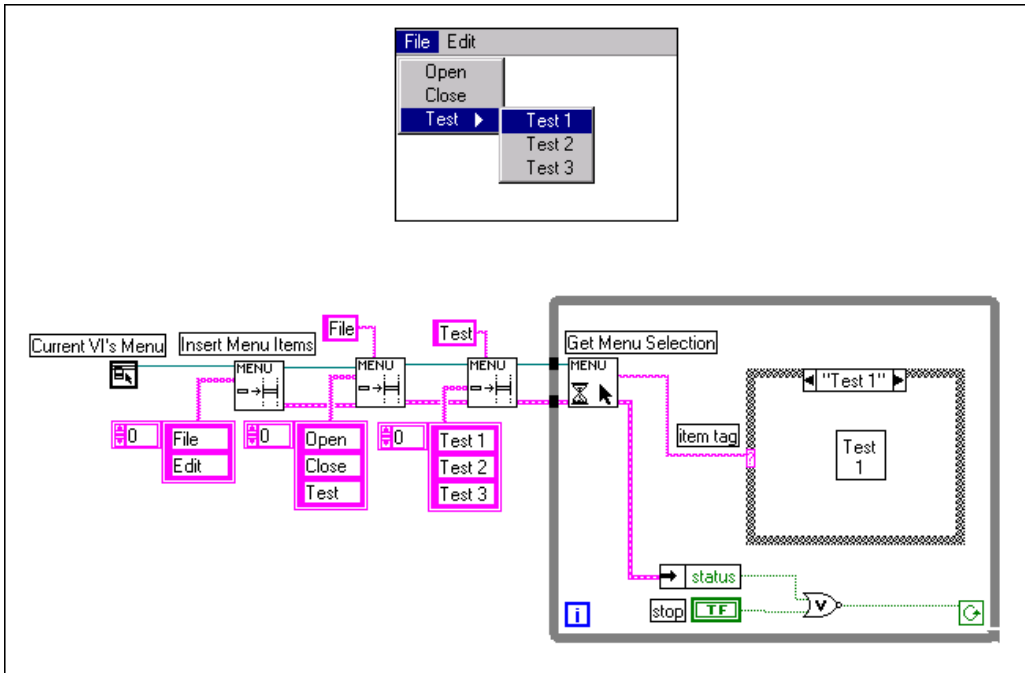 File Edit
Open
Close
Test
Test 1
Test 2
Test 3
Current VI's Menu
Insert Menu Items
File
Test
Get Menu Selection
MENU
MENU
MENU
MENU
0
File
Edit
0
Open
Close
Test
0
Test 1
Test 2
Test 3
item tag
?
"Test 1"
Test
1
status
stop
TF
V
i